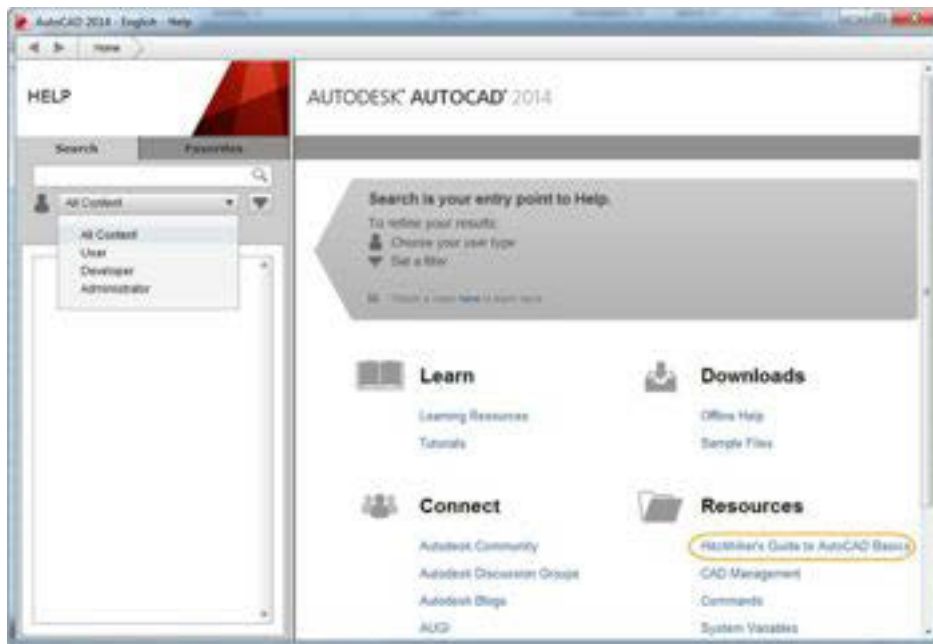 AutoCAD 2014 - English - Help
Home
HELP
Search
Favorites
All Content
All Content
User
Developer
Administrator
AUTODESK® AUTOCAD® 2014
Search is your entry point to Help.
To refine your results:
Choose your user type
Set a filter
here
Learn
Learning Resources
Tutorials
Downloads
Offline Help
Sample Files
Connect
Autodesk Community
Autodesk Discussion Groups
Autodesk Blogs
AUGI
Resources
Hitchhiker's Guide to AutoCAD Basics
CAD Management
Commands
System Variables